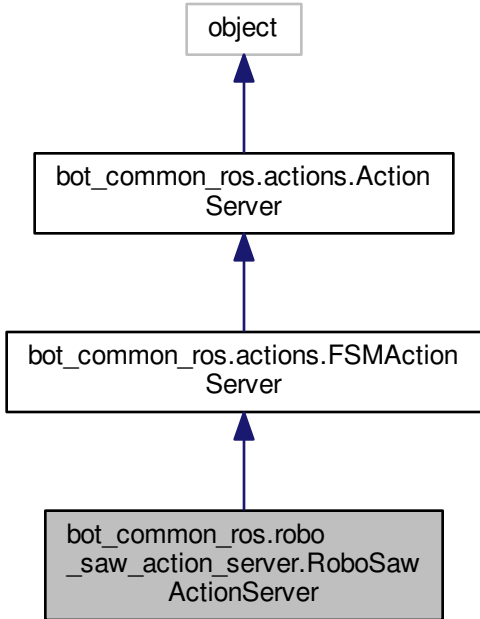 object
bot_common_ros.actions.Action
Server
bot_common_ros.actions.FSMAction
Server
bot_common_ros.robo
_saw_action_server.RoboSaw
ActionServer